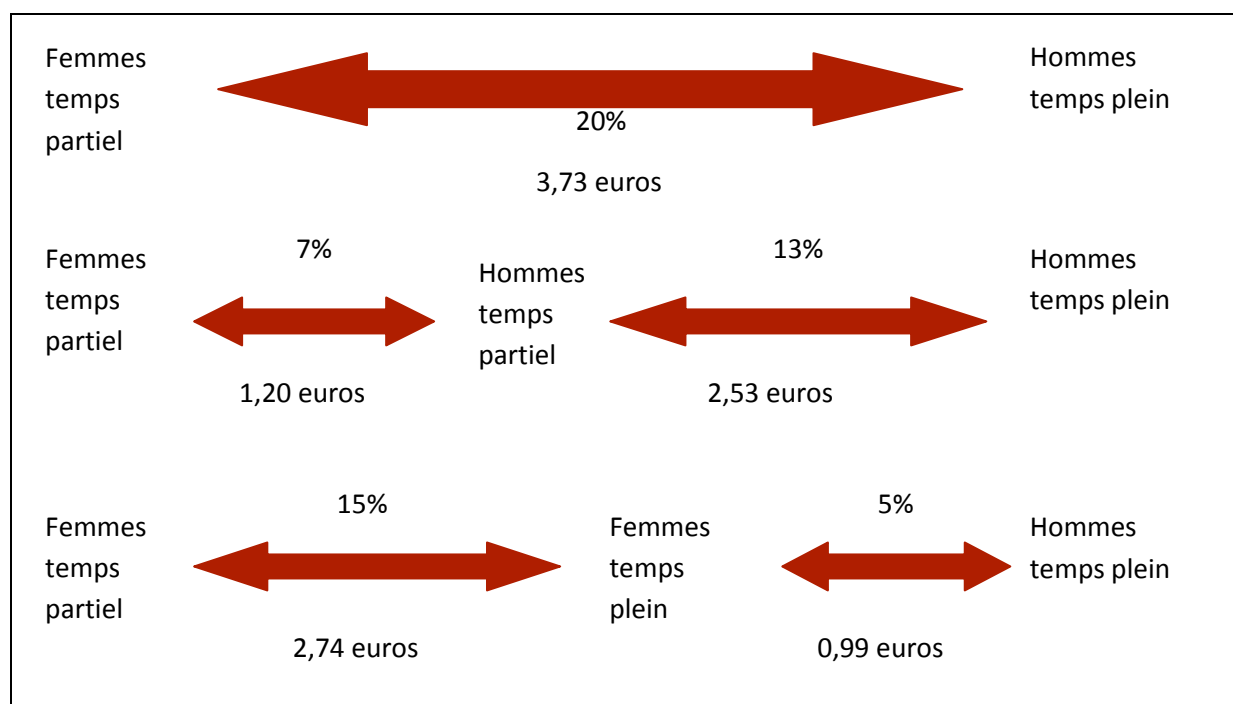 Femmes
temps
partiel
Hommes
temps plein
20%
3,73 euros
Femmes
temps
partiel
7%
1,20 euros
Hommes
temps
partiel
13%
2,53 euros
Hommes
temps plein
Femmes
temps
partiel
15%
2,74 euros
Femmes
temps
plein
5%
0,99 euros
Hommes
temps plein